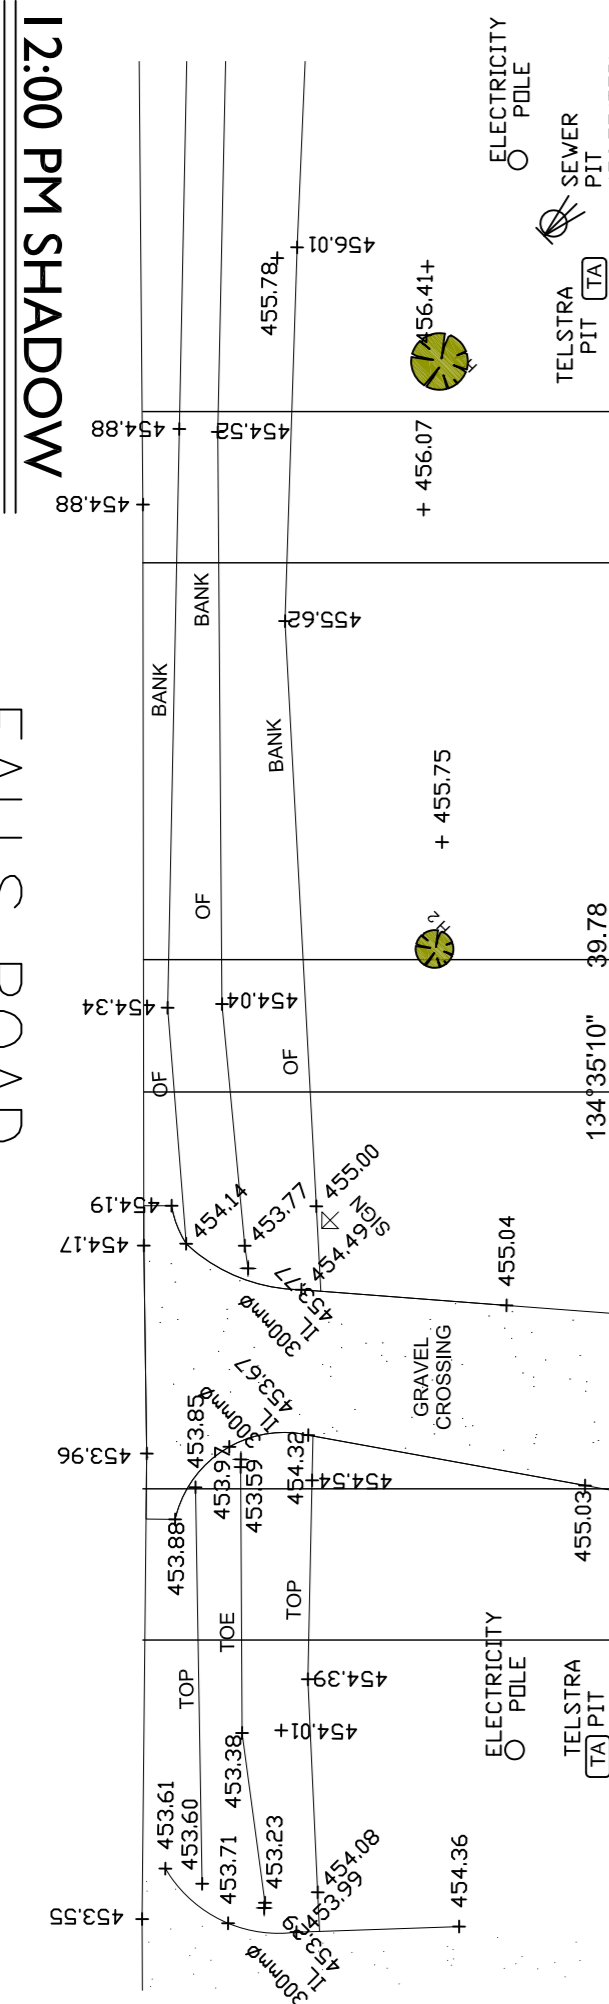 12:00 PM SHADOW
ELECTRICITY
POLE
SEWER
PIT
TELSTRA
PIT
TA
456.01
455.78
456.41
454.88
454.52
456.07
454.88
455.62
BANK
BANK
BANK
455.75
OF
OF
OF
H2
39.78
134°35'10"
454.34
454.04
454.19
454.17
454.14
453.77
455.00
SIGN
454.49
453.77
IL
300mmø
455.04
GRAVEL
CROSSING
453.67
IL
300mmø
453.96
453.85
453.59
454.32
454.54
453.88
455.03
TOP
TOE
TOP
454.39
454.01
453.38
ELECTRICITY
POLE
TELSTRA
PIT
TA
453.61
453.60
453.71
453.23
454.08
453.99
454.36
453.55
IL
300mmø